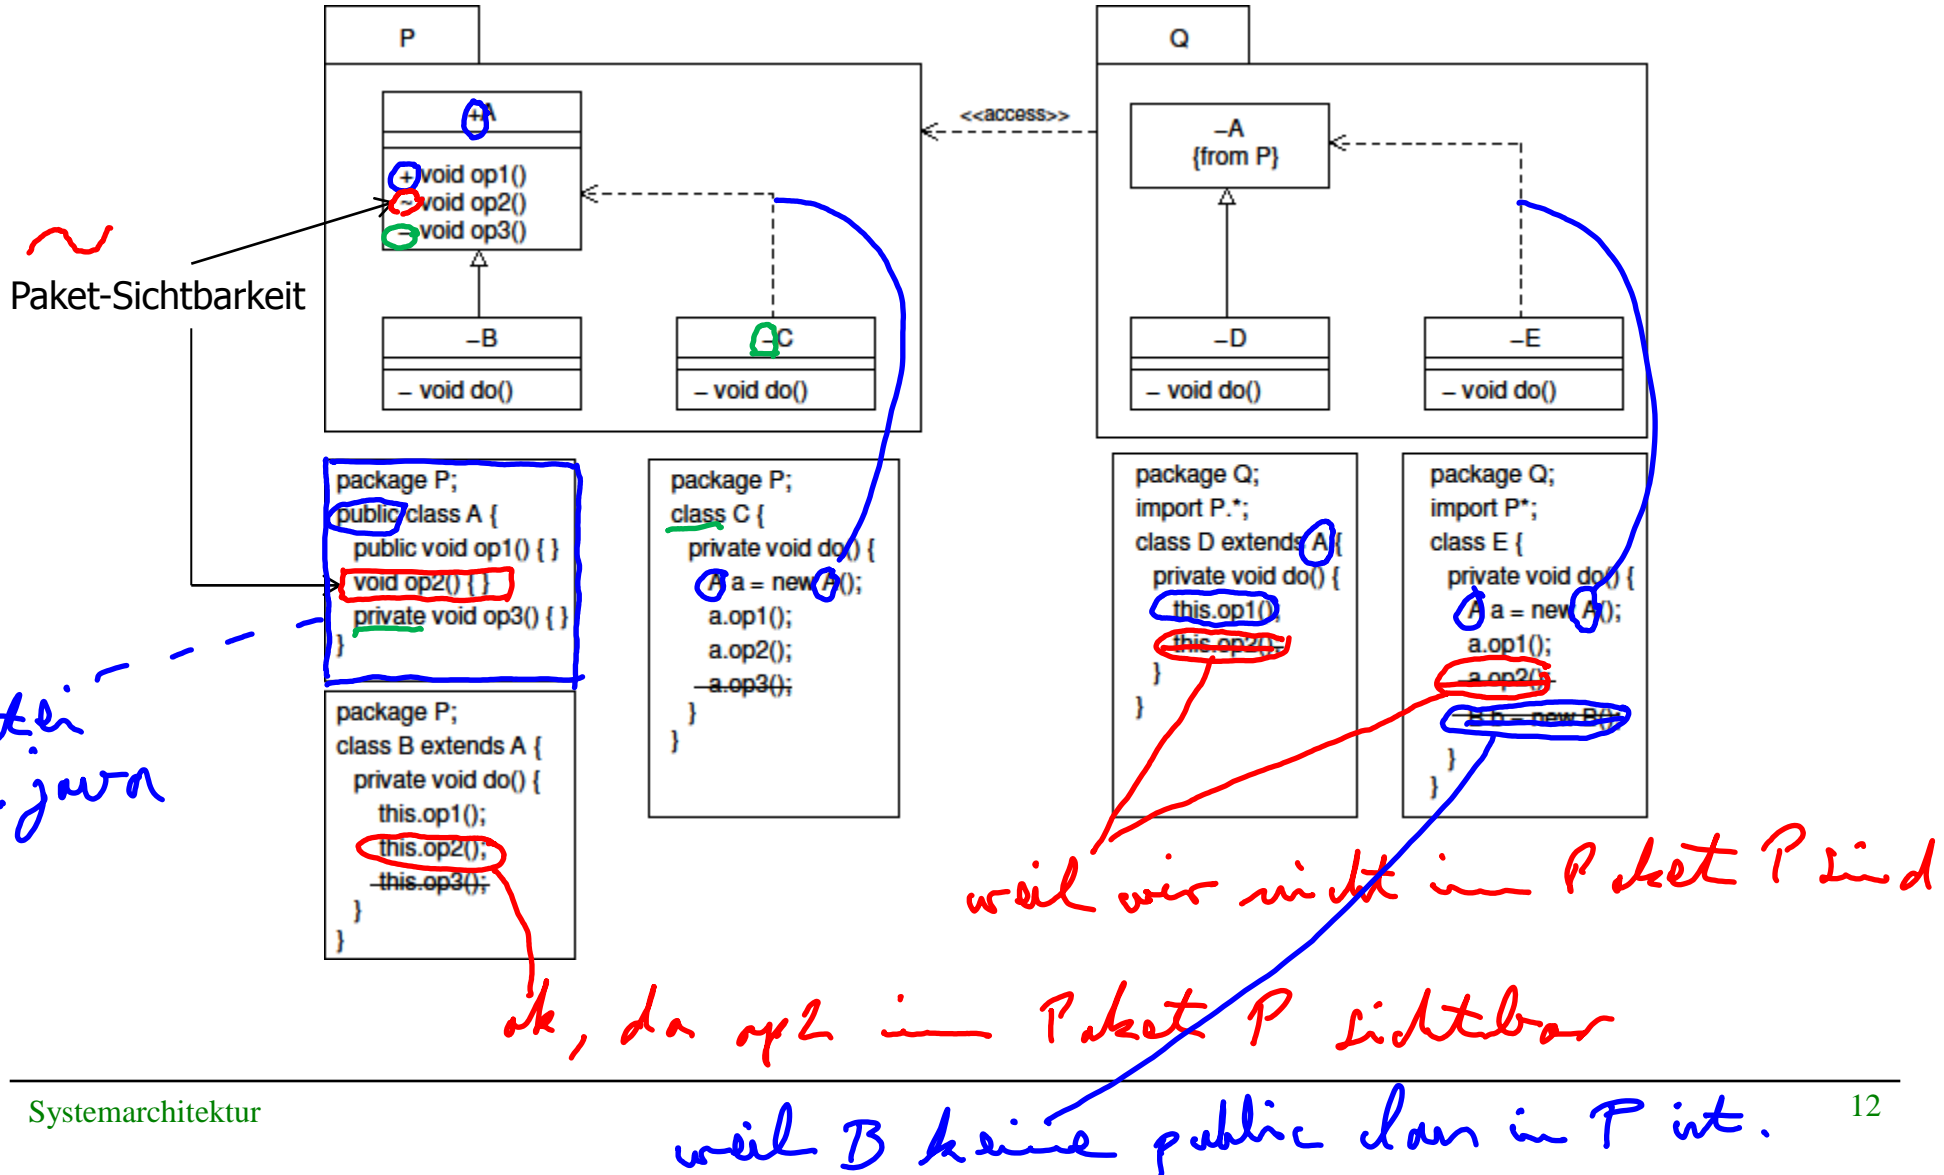 P
+A
+ void op1()
~ void op2()
– void op3()
–B
– void do()
–C
– void do()
<<access>>
Q
–A
{from P}
–D
– void do()
–E
– void do()
~
Paket-Sichtbarkeit
package P;
public class A {
public void op1() { }
void op2() { }
private void op3() { }
}
package P;
class B extends A {
private void do() {
this.op1();
this.op2();
this.op3();
}
}
package P;
class C {
private void do() {
A a = new A();
a.op1();
a.op2();
a.op3();
}
}
package Q;
import P.*;
class D extends A {
private void do() {
this.op1();
this.op2();
}
}
package Q;
import P*;
class E {
private void do() {
A a = new A();
a.op1();
a.op2();
B b = new B();
}
}
.java
weil wir nicht im Paket P sind
ok, da op2 im Paket P sichtbar
weil B keine public class in P ist.
Systemarchitektur
12